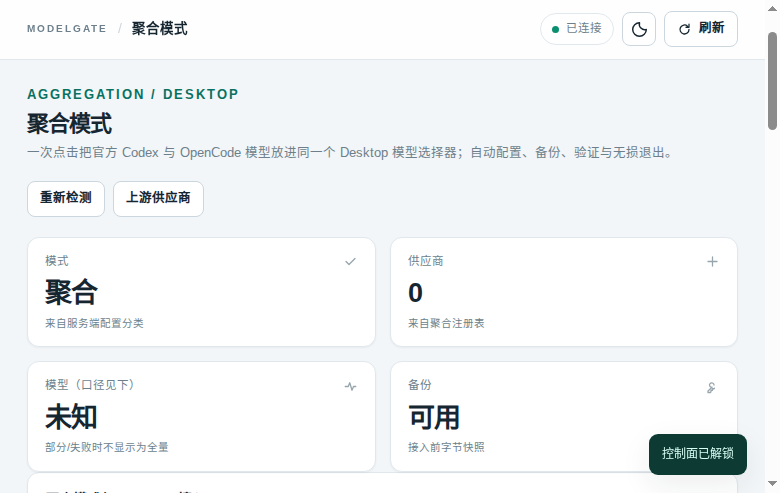 MODELGATE / 聚合模式
已连接
刷新
AGGREGATION / DESKTOP
聚合模式
一次点击把官方 Codex 与 OpenCode 模型放进同一个 Desktop 模型选择器；自动配置、备份、验证与无损退出。
重新检测
上游供应商
模式
聚合
来自服务端配置分类
供应商
0
来自聚合注册表
模型（口径见下）
未知
部分/失败时不显示为全量
备份
可用
接入前字节快照
控制面已解锁